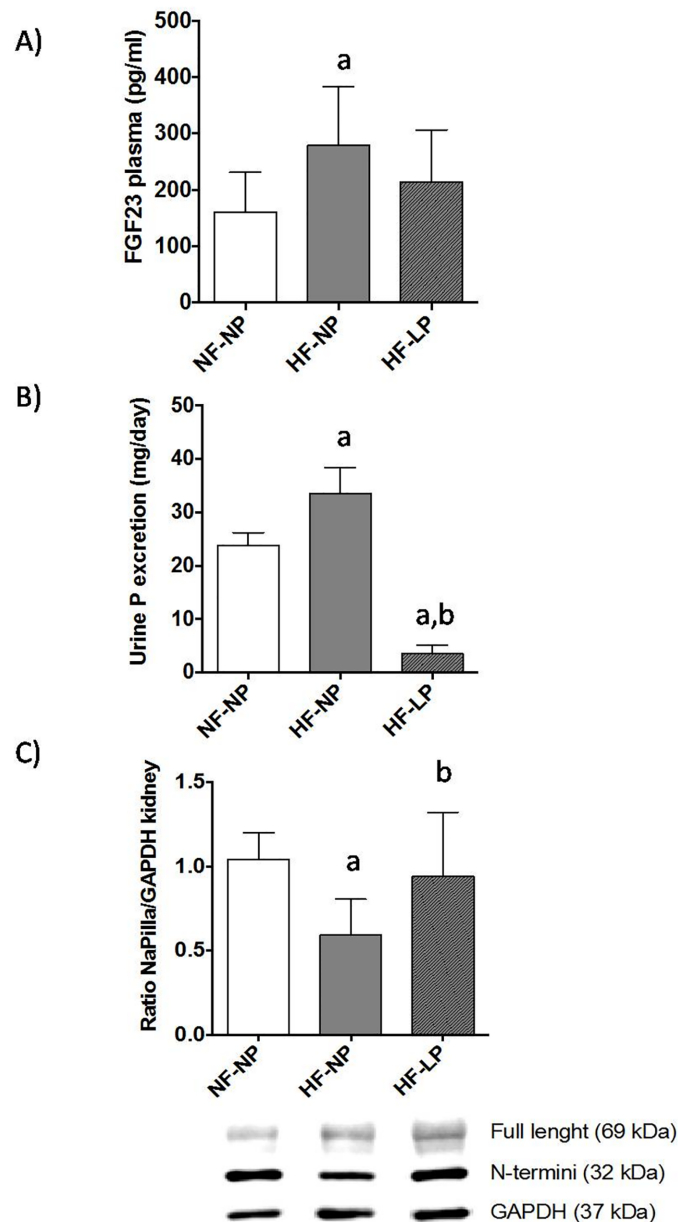 A)
FGF23 plasma (pg/ml)
500
400
300
200
100
0
a
NF-NP
HF-NP
HF-LP
B)
Urine P excretion (mg/day)
50
40
30
20
10
0
a
a,b
NF-NP
HF-NP
HF-LP
C)
Ratio NaPiIIa/GAPDH kidney
1.5
1.0
0.5
0.0
a
b
NF-NP
HF-NP
HF-LP
Full lenght (69 kDa)
N-termini (32 kDa)
GAPDH (37 kDa)